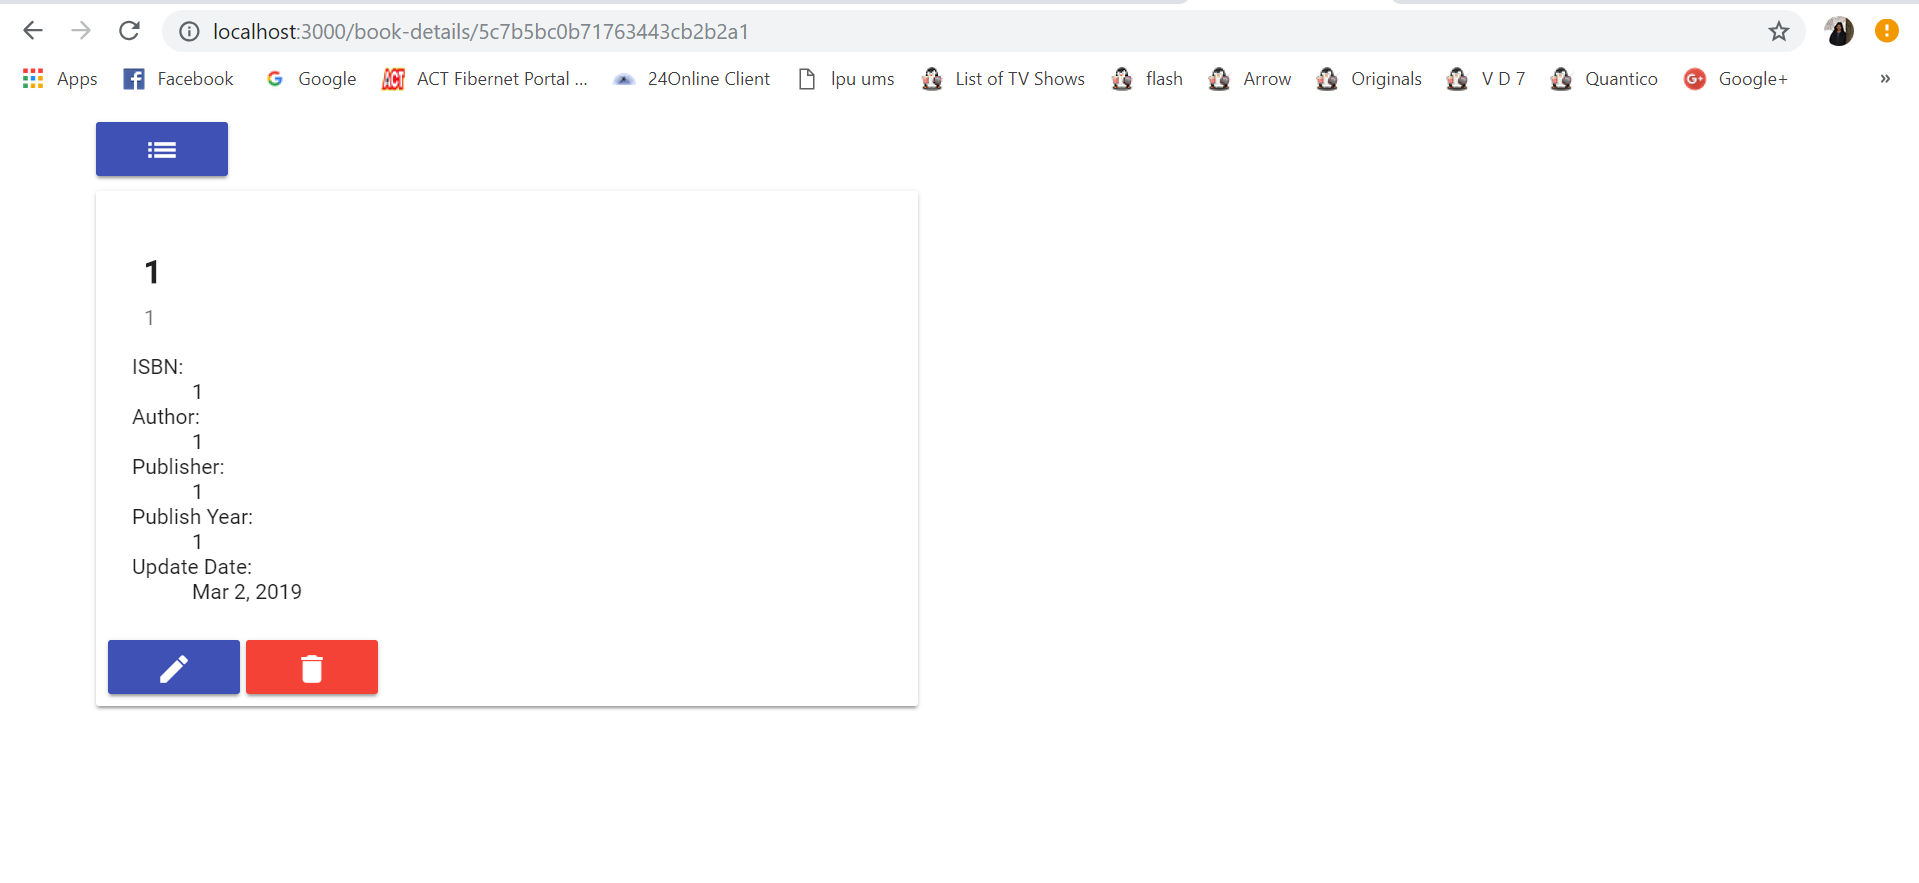 localhost:3000/book-details/5c7b5bc0b71763443cb2b2a1
Apps Facebook Google ACT Fibernet Portal ... 24Online Client lpu ums List of TV Shows flash Arrow Originals V D 7 Quantico Google+ »
1
1
ISBN:
1
Author:
1
Publisher:
1
Publish Year:
1
Update Date:
Mar 2, 2019